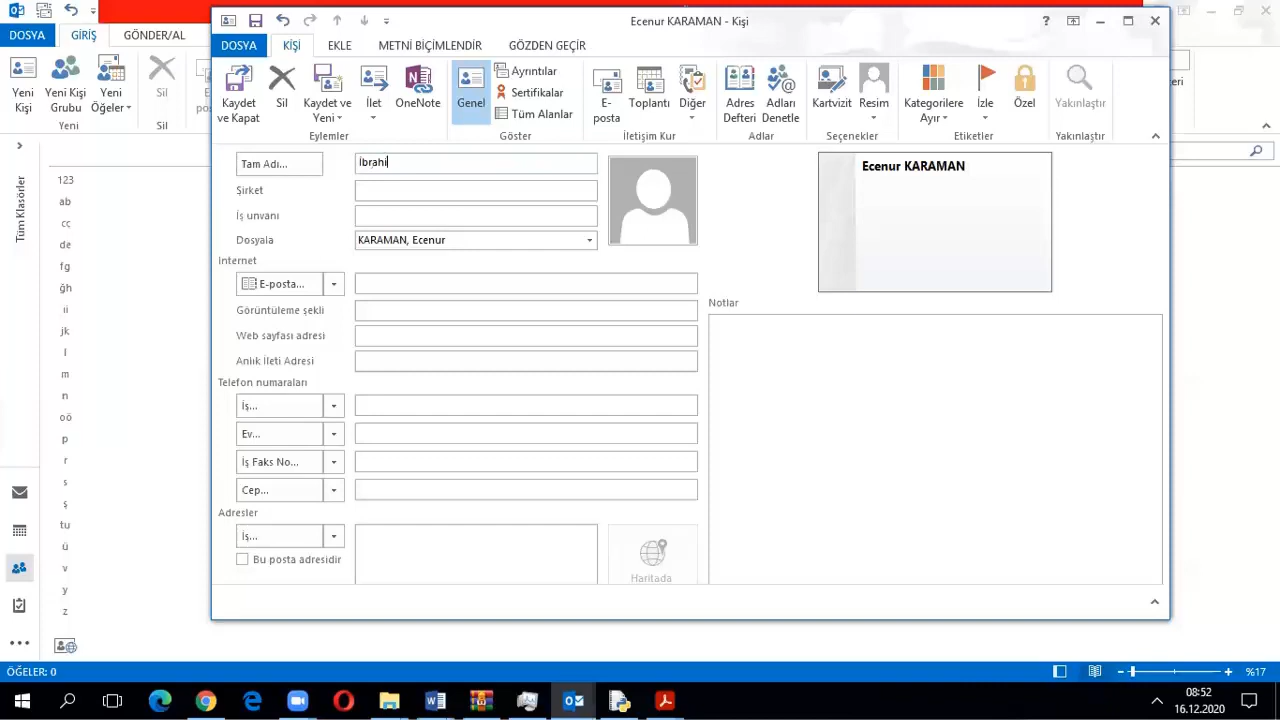 Ecenur KARAMAN - Kişi
DOSYA GİRİŞ GÖNDER/AL
DOSYA KİŞİ EKLE METNİ BİÇİMLENDİR GÖZDEN GEÇİR
Yeni Kişi
Yeni Kişi Grubu
Yeni Öğeler
Sil
Yeni
Sil
Kaydet ve Kapat
Sil
Kaydet ve Yeni
İlet
OneNote
Eylemler
Genel
Ayrıntılar
Sertifikalar
Tüm Alanlar
Göster
E-posta
Toplantı
Diğer
İletişim Kur
Adres Defteri
Adları Denetle
Adlar
Kartvizit
Resim
Seçenekler
Kategorilere Ayır
İzle
Özel
Etiketler
Yakınlaştır
Yakınlaştır
Tüm Klasörler
123
ab
cc
de
fg
ğh
ıi
jk
l
m
n
oö
p
r
s
ş
tu
ü
v
y
z
Tam Adı... İbrahi
Şirket
İş unvanı
Dosyala KARAMAN, Ecenur
Internet
E-posta...
Görüntüleme şekli
Web sayfası adresi
Anlık İleti Adresi
Telefon numaraları
İş...
Ev...
İş Faks No...
Cep...
Adresler
İş...
Bu posta adresidir
Haritada
Ecenur KARAMAN
Notlar
ÖĞELER: 0
%17
08:52
16.12.2020